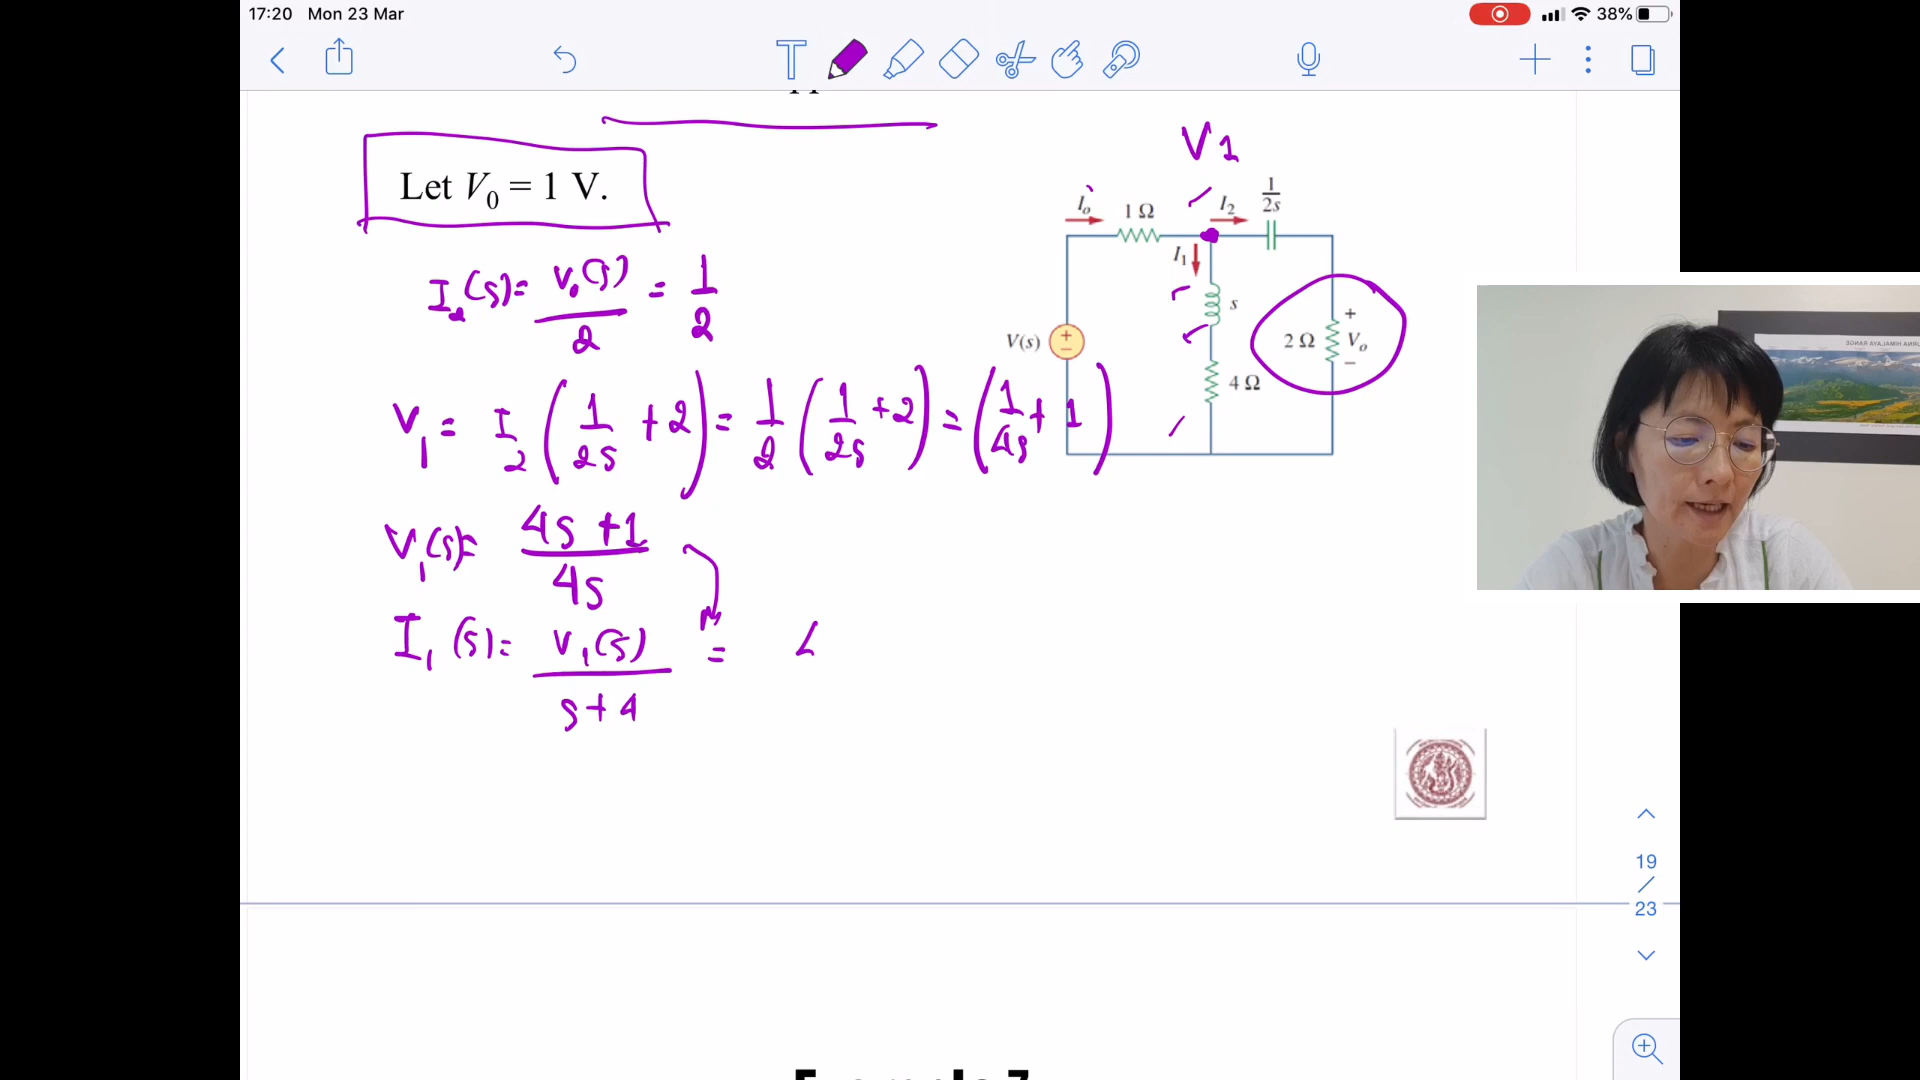 17:20 Mon 23 Mar
38%
Let V₀ = 1 V.
V1
I₂(s) = V₀(s)/2 = 1/2
V₁ = I₂ (1/2s + 2) = 1/2 (1/2s + 2) = (1/4s + 1)
V₁(s) = 4s + 1 / 4s
I₁(s) = V₁(s) / s + 4 =
Iₒ
1 Ω
I₂
1/2s
I₁
s
V(s)
+
−
2 Ω
+
Vₒ
−
4 Ω
19
/
23